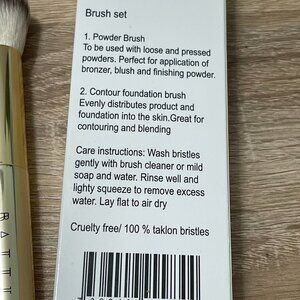 Brush set
1. Powder Brush
To be used with loose and pressed
powders. Perfect for application of
bronzer, blush and finishing powder.
2. Contour foundation brush
Evenly distributes product and
foundation into the skin.Great for
contouring and blending
Care instructions: Wash bristles
gently with brush cleaner or mild
soap and water. Rinse well and
lighty squeeze to remove excess
water. Lay flat to air dry
Cruelty free/ 100 % taklon bristles